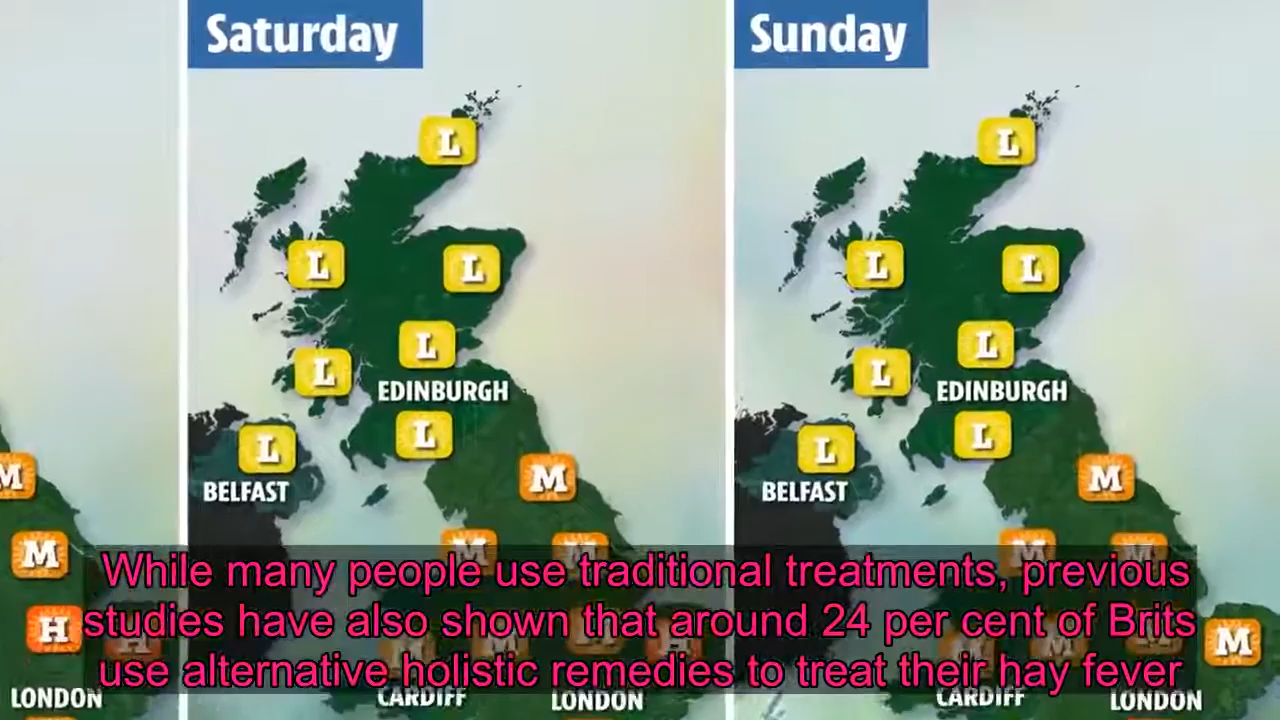 Saturday
Sunday
L
L
L
L
L
L
L
L
L
L
EDINBURGH
EDINBURGH
L
L
L
L
BELFAST
BELFAST
M
M
M
M
M
M
M
M
While many people use traditional treatments, previous
studies have also shown that around 24 per cent of Brits
use alternative holistic remedies to treat their hay fever
H
M
LONDON
CARDIFF
LONDON
CARDIFF
LONDON